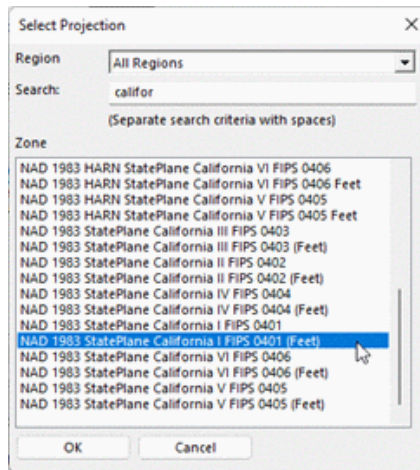 Select Projection
Region
All Regions
Search:
califor
(Separate search criteria with spaces)
Zone
NAD 1983 HARN StatePlane California VI FIPS 0406
NAD 1983 HARN StatePlane California VI FIPS 0406 Feet
NAD 1983 HARN StatePlane California V FIPS 0405
NAD 1983 HARN StatePlane California V FIPS 0405 Feet
NAD 1983 StatePlane California III FIPS 0403
NAD 1983 StatePlane California III FIPS 0403 (Feet)
NAD 1983 StatePlane California II FIPS 0402
NAD 1983 StatePlane California II FIPS 0402 (Feet)
NAD 1983 StatePlane California IV FIPS 0404
NAD 1983 StatePlane California IV FIPS 0404 (Feet)
NAD 1983 StatePlane California I FIPS 0401
NAD 1983 StatePlane California I FIPS 0401 (Feet)
NAD 1983 StatePlane California VI FIPS 0406
NAD 1983 StatePlane California VI FIPS 0406 (Feet)
NAD 1983 StatePlane California V FIPS 0405
NAD 1983 StatePlane California V FIPS 0405 (Feet)
OK
Cancel